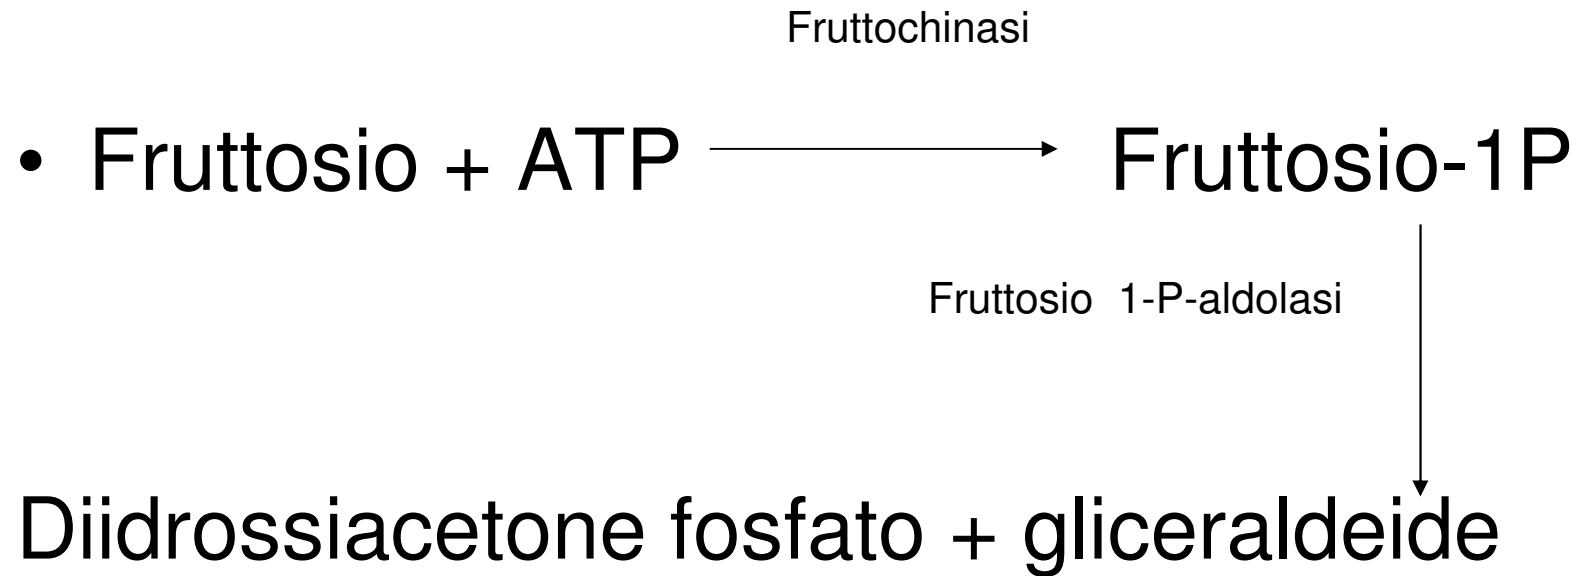 Fruttochinasi
• Fruttosio + ATP Fruttosio-1P
Fruttosio 1-P-aldolasi
Diidrossiacetone fosfato + gliceraldeide